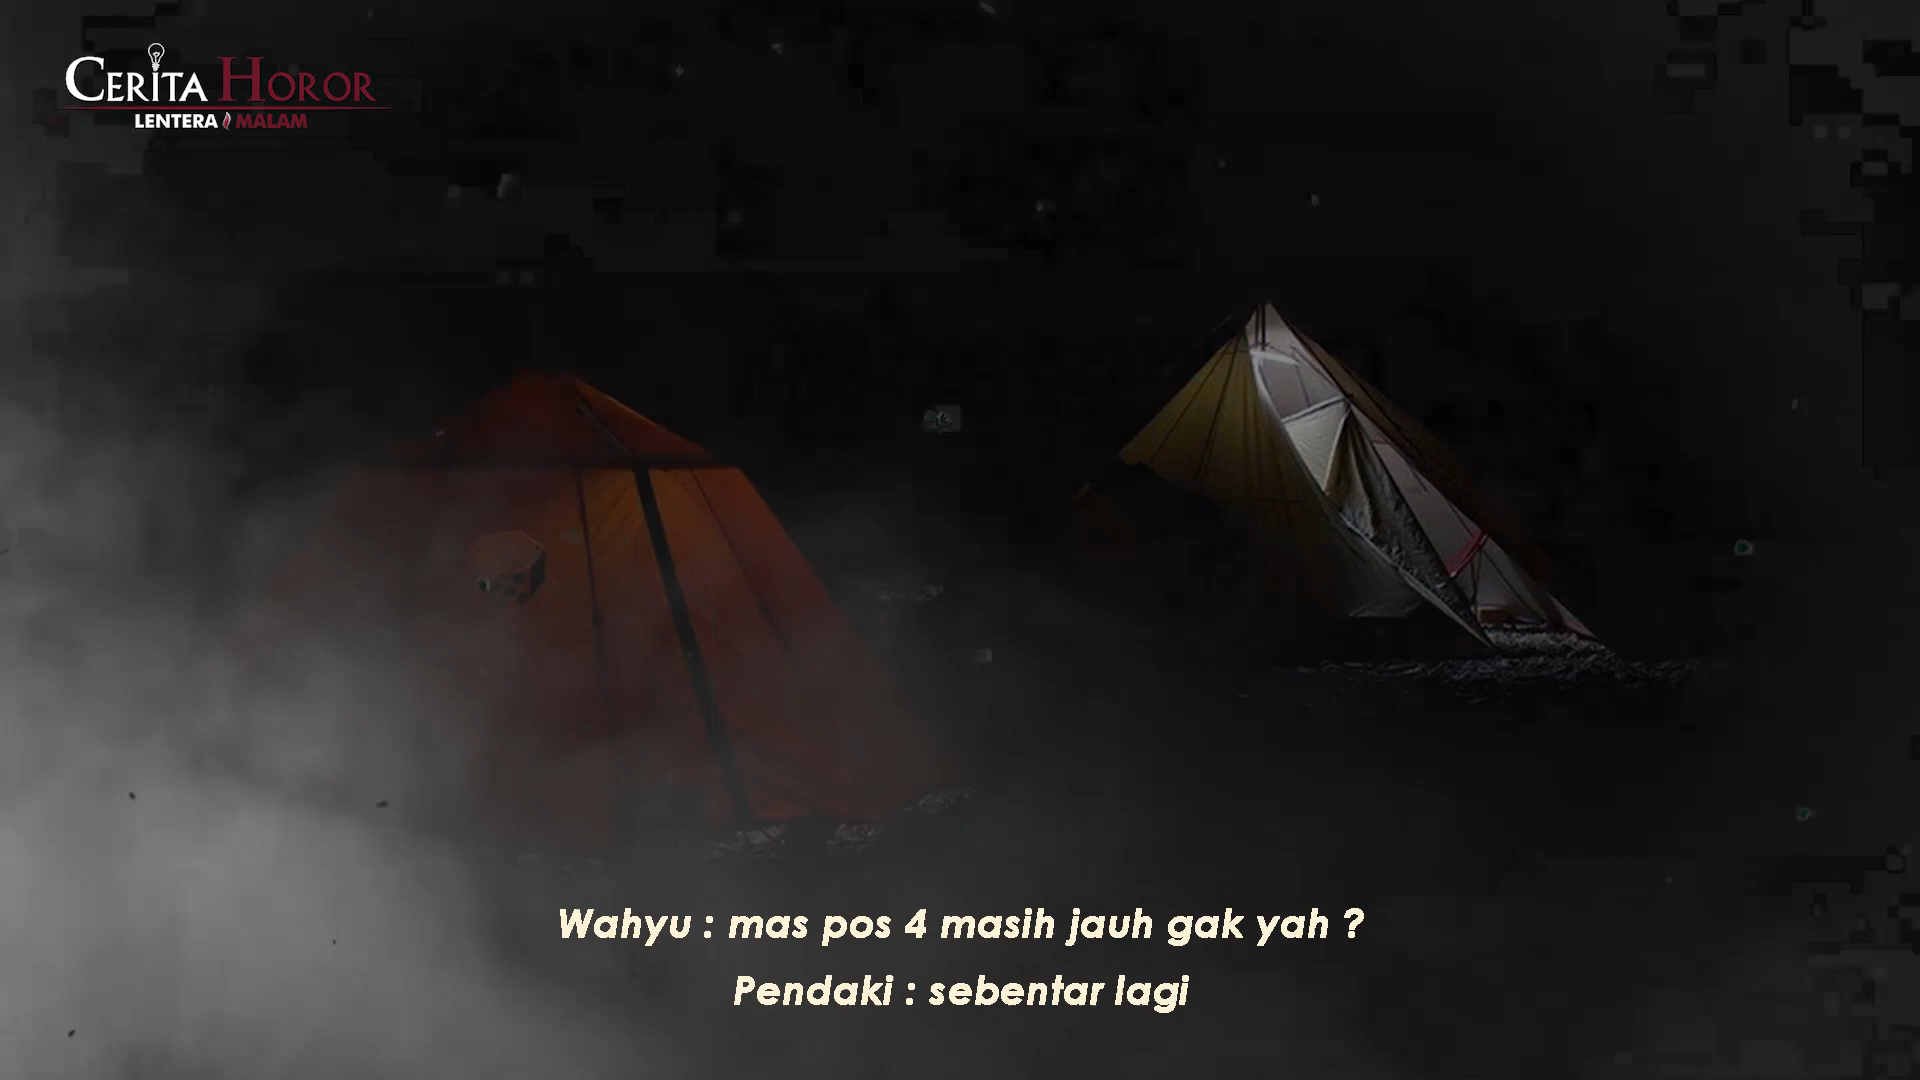 CERITA HOROR
LENTERA MALAM
Wahyu : mas pos 4 masih jauh gak yah ?
Pendaki : sebentar lagi